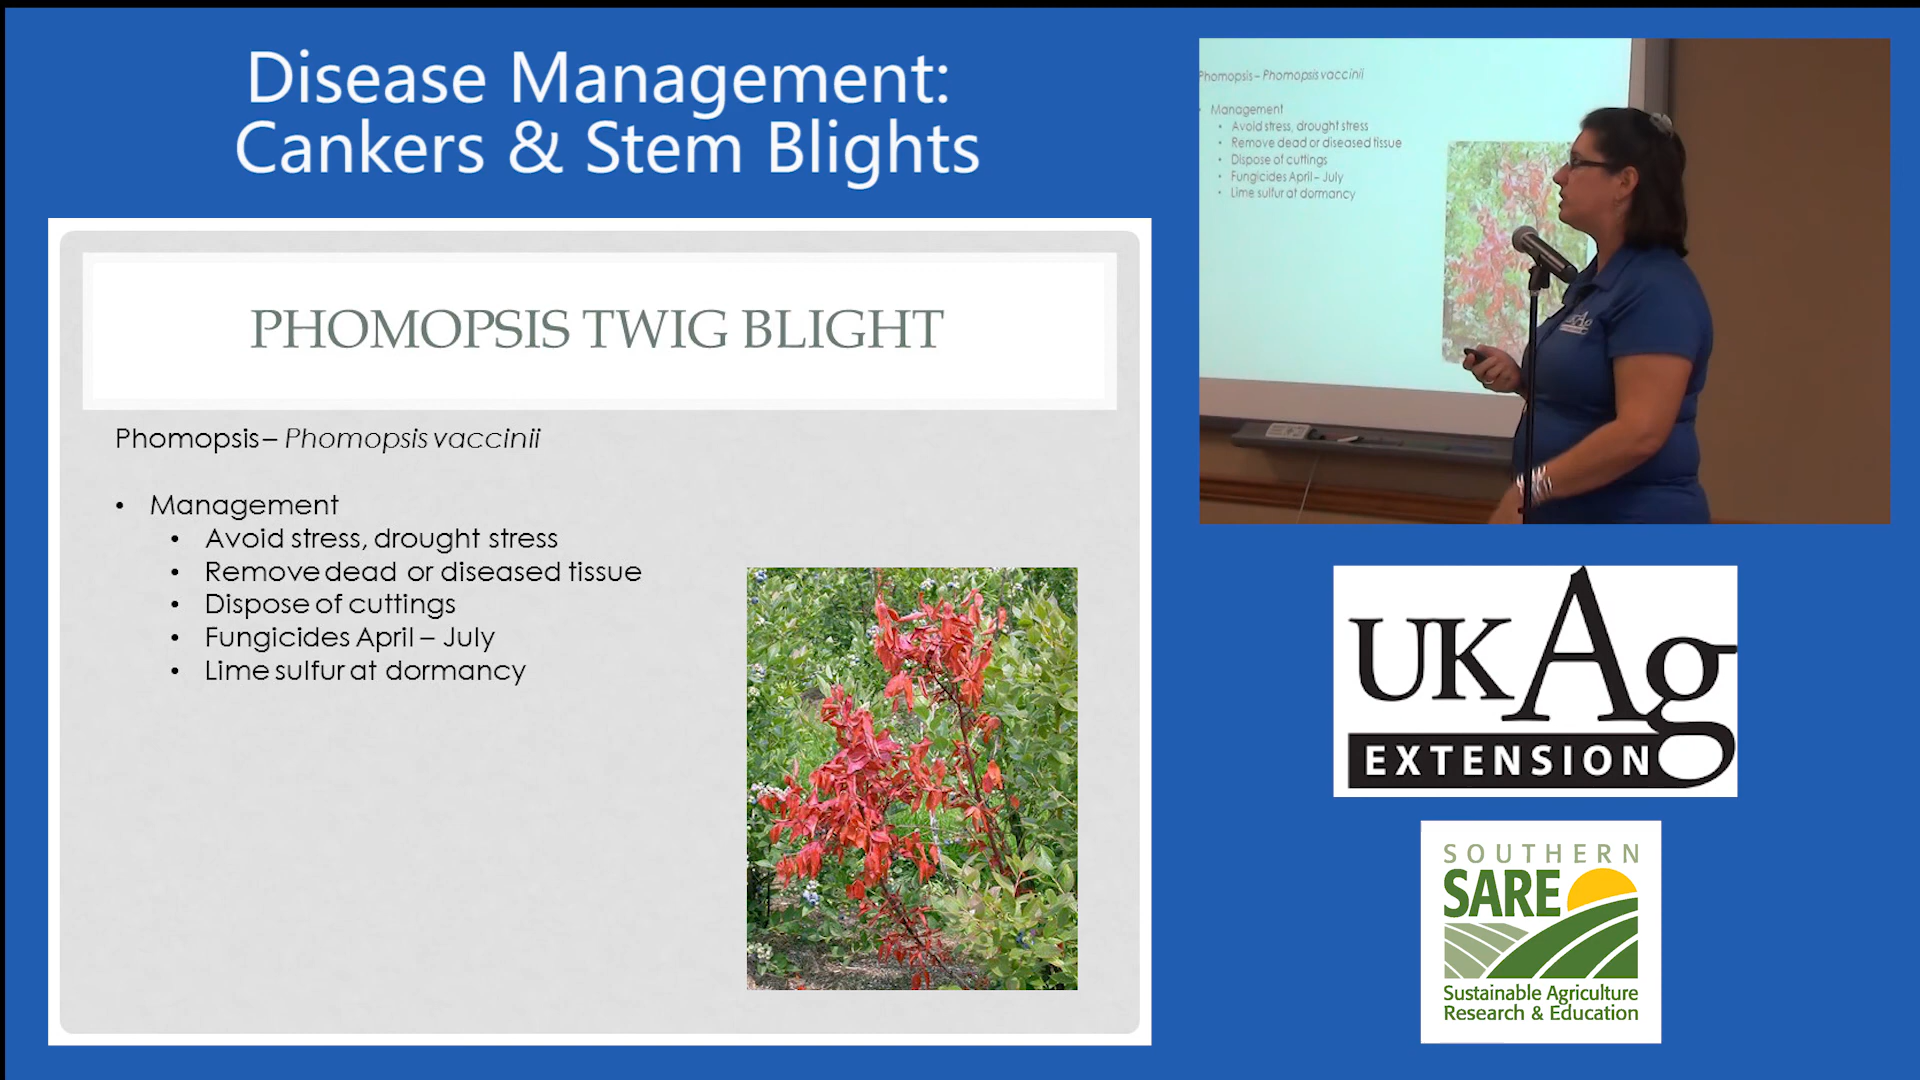 Disease Management:
Cankers & Stem Blights
PHOMOPSIS TWIG BLIGHT
Phomopsis – Phomopsis vaccinii
• Management
• Avoid stress, drought stress
• Remove dead or diseased tissue
• Dispose of cuttings
• Fungicides April – July
• Lime sulfur at dormancy
Phomopsis – Phomopsis vaccinii
• Management
• Avoid stress, drought stress
• Remove dead or diseased tissue
• Dispose of cuttings
• Fungicides April – July
• Lime sulfur at dormancy
UKAg
UKAg
EXTENSION
SOUTHERN
SARE
Sustainable Agriculture
Research & Education